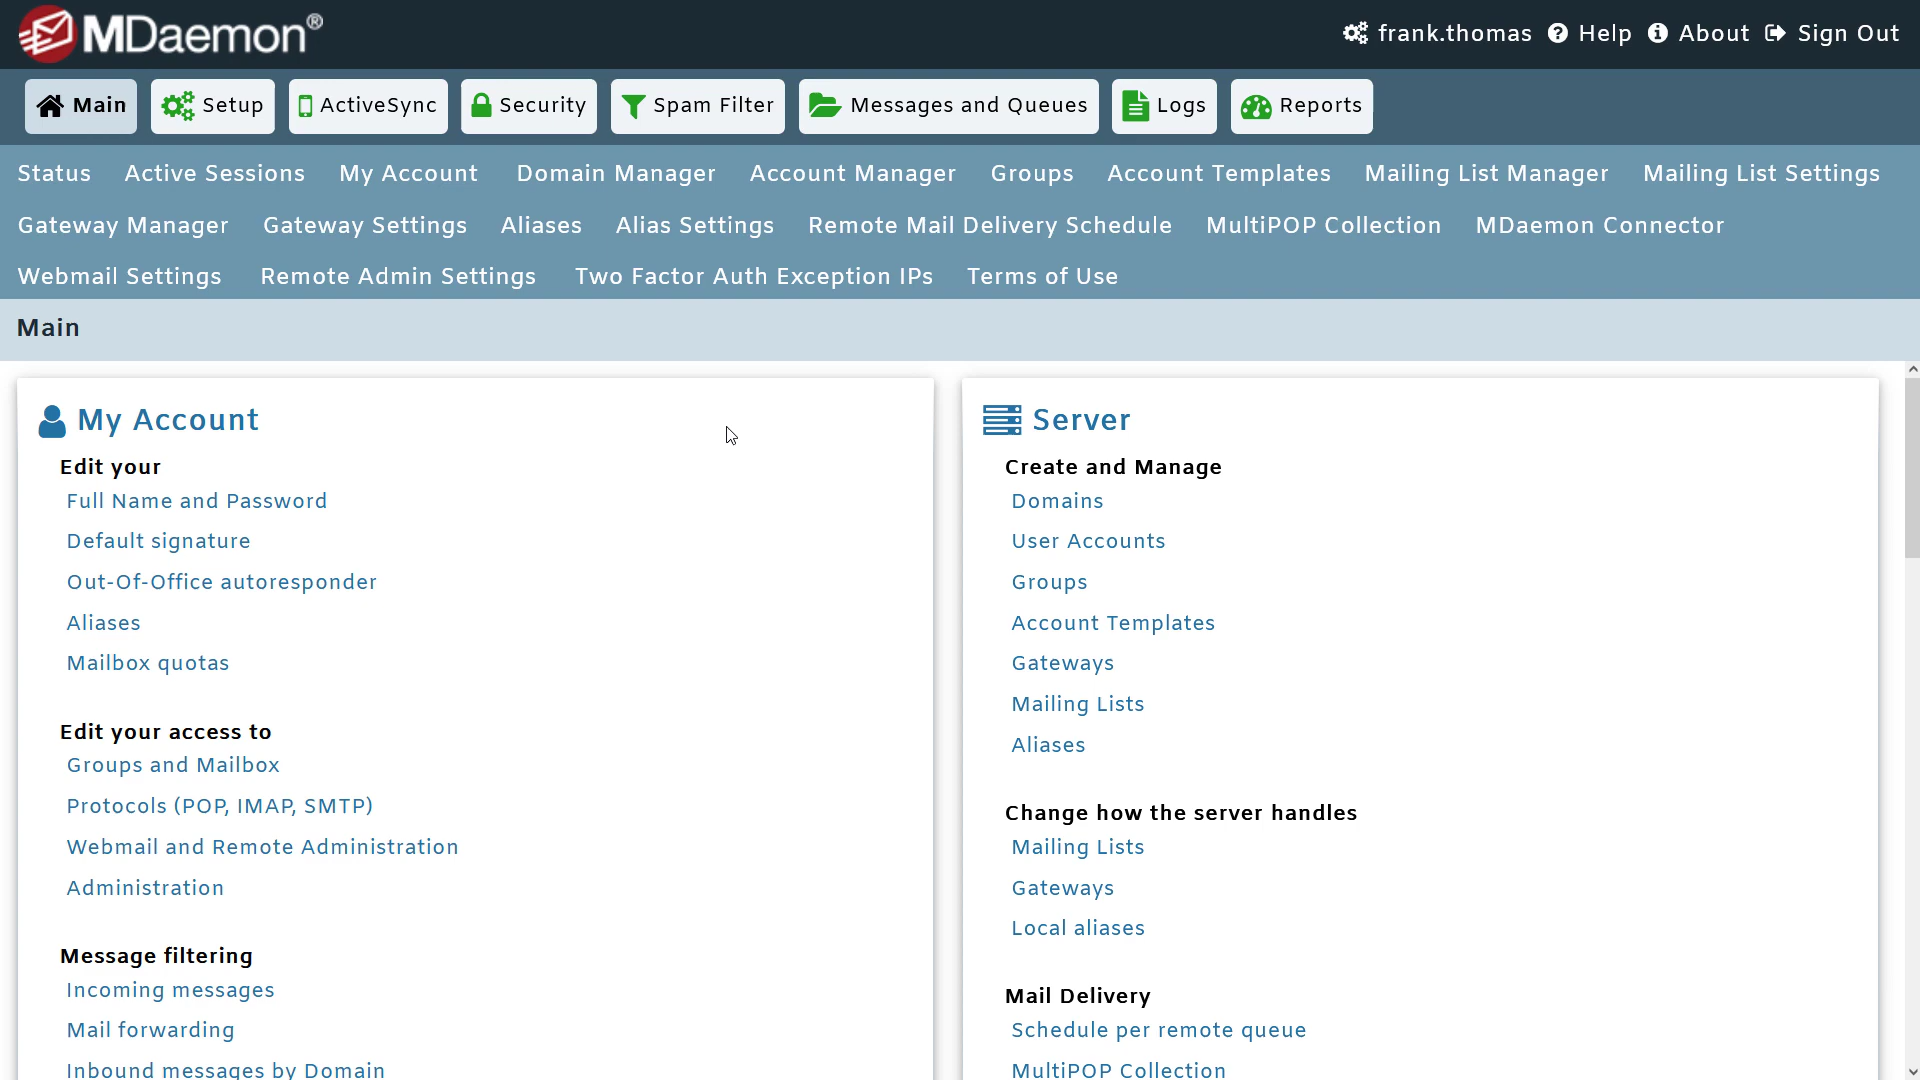 MDaemon®
frank.thomas Help About Sign Out
Main Setup ActiveSync Security Spam Filter Messages and Queues Logs Reports
Status Active Sessions My Account Domain Manager Account Manager Groups Account Templates Mailing List Manager Mailing List Settings
Gateway Manager Gateway Settings Aliases Alias Settings Remote Mail Delivery Schedule MultiPOP Collection MDaemon Connector
Webmail Settings Remote Admin Settings Two Factor Auth Exception IPs Terms of Use
Main
My Account
Edit your
Full Name and Password
Default signature
Out-Of-Office autoresponder
Aliases
Mailbox quotas
Edit your access to
Groups and Mailbox
Protocols (POP, IMAP, SMTP)
Webmail and Remote Administration
Administration
Message filtering
Incoming messages
Mail forwarding
Inbound messages by Domain
Server
Create and Manage
Domains
User Accounts
Groups
Account Templates
Gateways
Mailing Lists
Aliases
Change how the server handles
Mailing Lists
Gateways
Local aliases
Mail Delivery
Schedule per remote queue
MultiPOP Collection